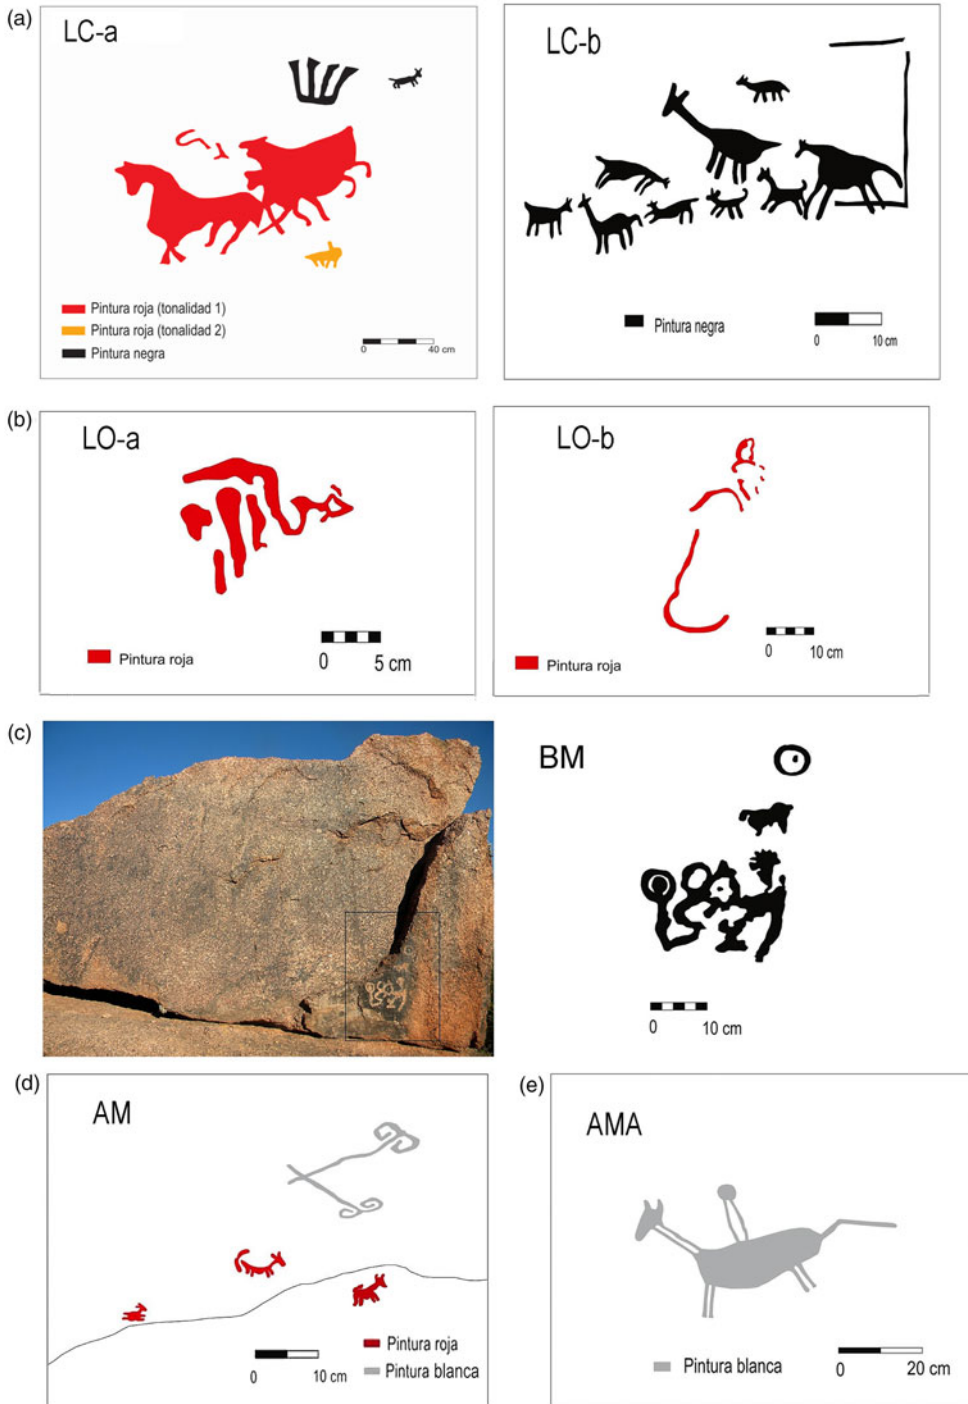 (a)
LC-a
Pintura roja (tonalidad 1)
Pintura roja (tonalidad 2)
Pintura negra
0 40 cm
LC-b
Pintura negra
0 10 cm
(b)
LO-a
Pintura roja
0 5 cm
LO-b
Pintura roja
0 10 cm
(c)
BM
0 10 cm
(d)
AM
Pintura roja
Pintura blanca
0 10 cm
(e)
AMA
Pintura blanca
0 20 cm